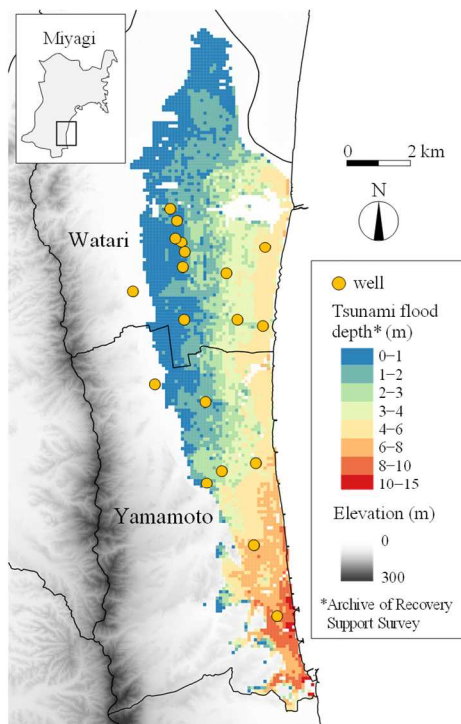 Miyagi
0 2 km
N
Watari
Yamamoto
well
Tsunami flood
depth* (m)
0−1
1−2
2−3
3−4
4−6
6−8
8−10
10−15
Elevation (m)
0
300
*Archive of Recovery
Support Survey